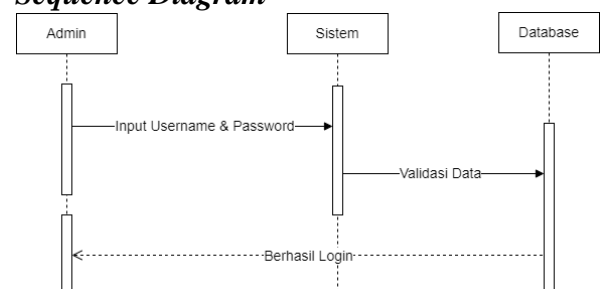 Sequence Diagram
Admin
Sistem
Database
Input Username & Password
Validasi Data
Berhasil Login